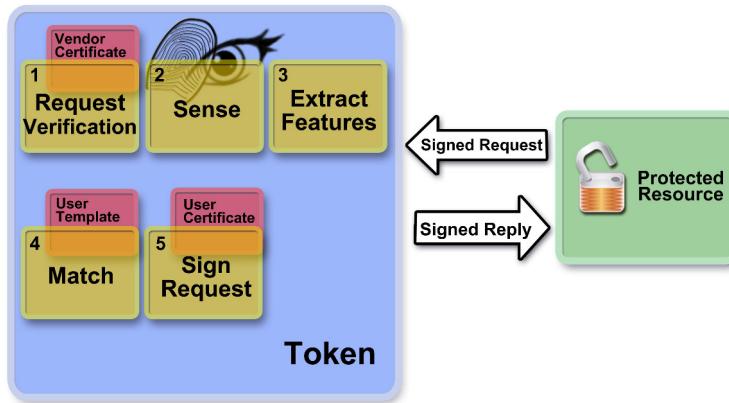 Vendor
Certificate
1
Request
Verification
2
Sense
3
Extract
Features
User
Template
4
Match
User
Certificate
5
Sign
Request
Token
Signed Request
Signed Reply
Protected
Resource